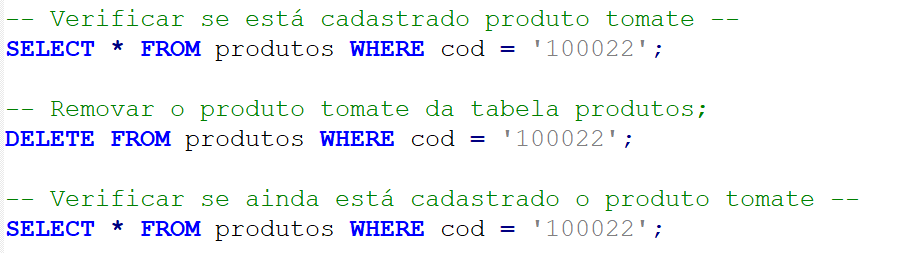 -- Verificar se está cadastrado produto tomate --
SELECT * FROM produtos WHERE cod = '100022';
-- Removar o produto tomate da tabela produtos;
DELETE FROM produtos WHERE cod = '100022';
-- Verificar se ainda está cadastrado o produto tomate --
SELECT * FROM produtos WHERE cod = '100022';